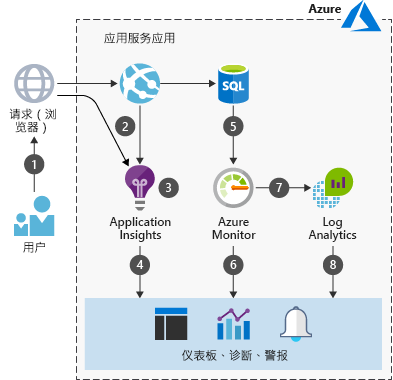 Azure
应用服务应用
SQL
请求（浏
览器）
2
5
1
3
7
用户
Application
Insights
Azure
Monitor
Log
Analytics
4
6
8
仪表板、诊断、警报